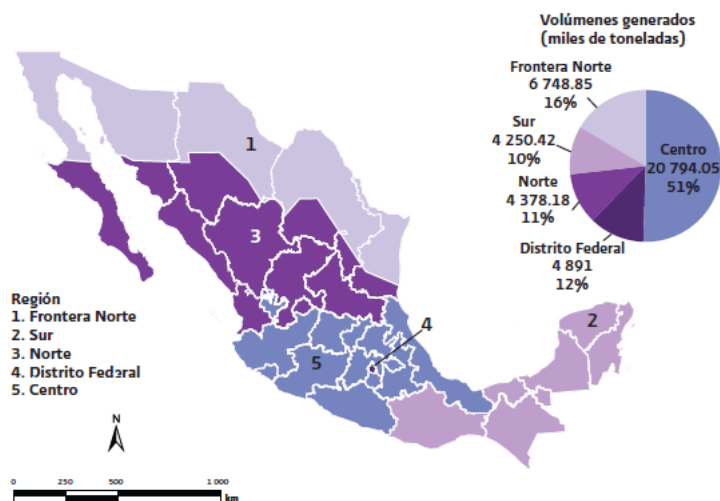 Volúmenes generados
(miles de toneladas)
Frontera Norte
6 748.85
16%
Sur
4 250.42
10%
Norte
4 378.18
11%
Distrito Federal
4 891
12%
Centro
20 794.05
51%
1
3
2
4
5
Región
1. Frontera Norte
2. Sur
3. Norte
4. Distrito Federal
5. Centro
N
0 250 500 1 000
km